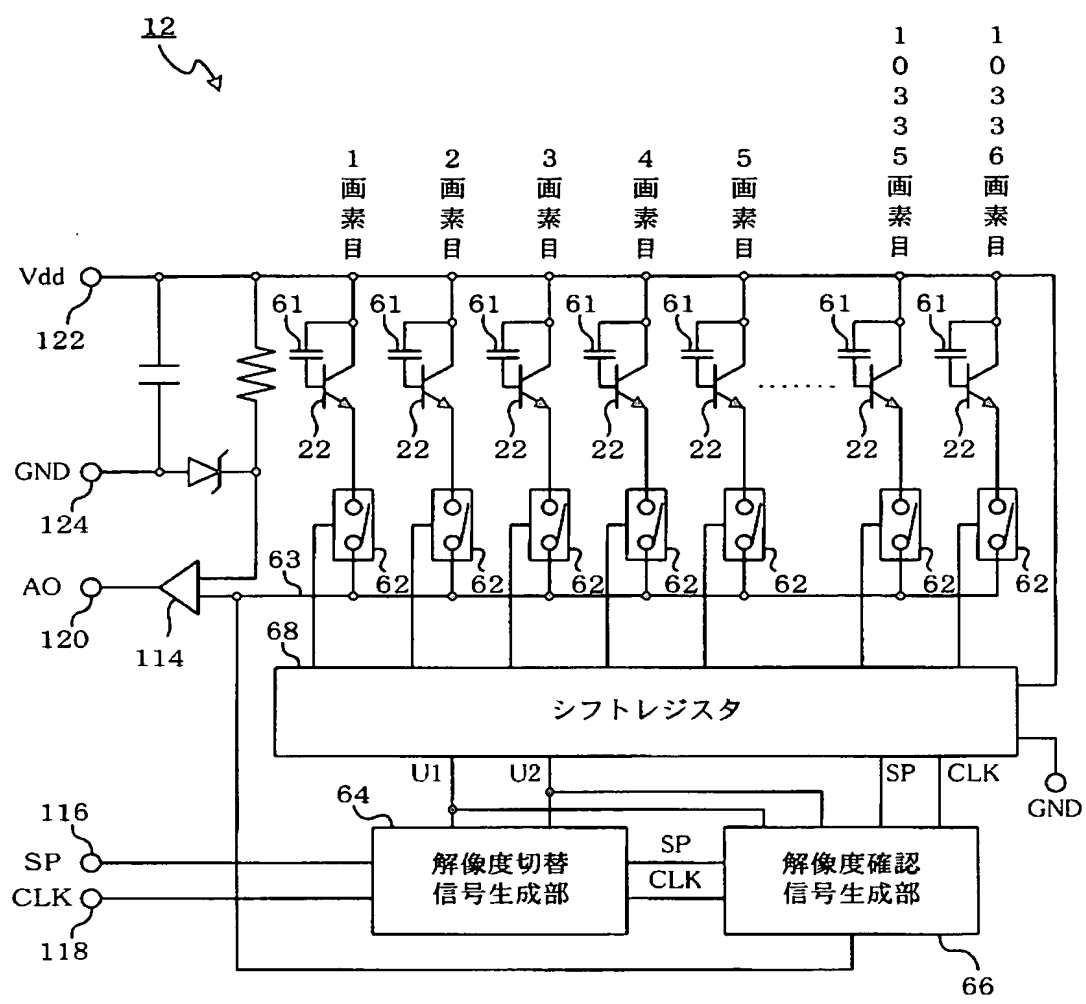 12
1画素目
2画素目
3画素目
4画素目
5画素目
10335画素目
10336画素目
Vdd
122
61
61
61
61
61
61
61
22
22
22
22
22
.......
22
22
GND
124
62
62
62
62
62
62
62
63
AO
120
114
68
シフトレジスタ
U1
U2
SP
CLK
GND
64
116
SP
CLK
118
解像度切替
信号生成部
SP
CLK
解像度確認
信号生成部
66